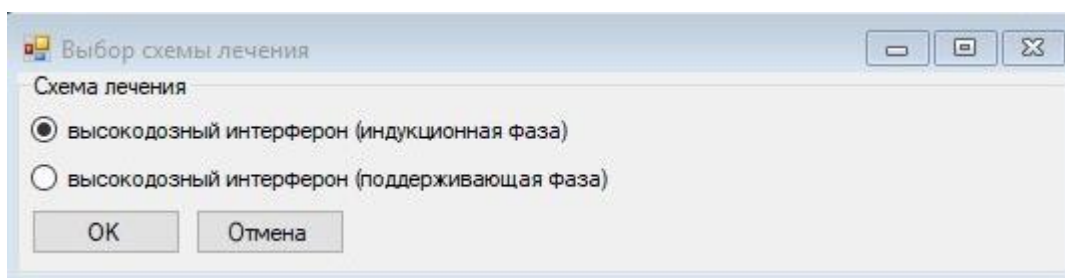 Выбор схемы лечения
Схема лечения
высокодозный интерферон (индукционная фаза)
высокодозный интерферон (поддерживающая фаза)
OK Отмена